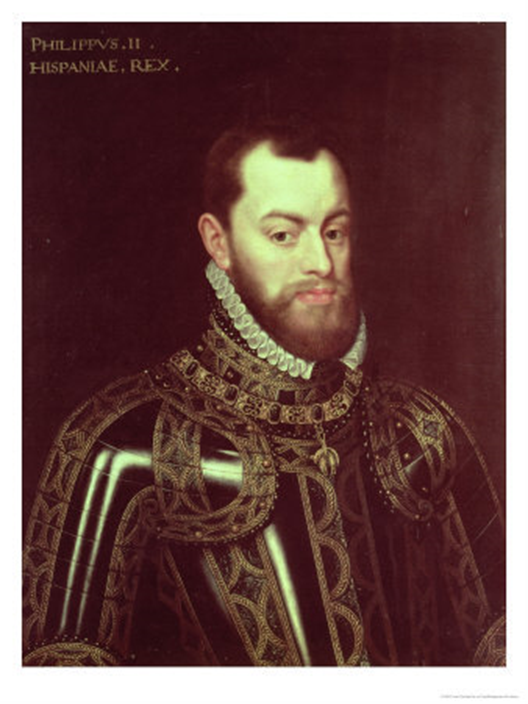 PHILIPPVS . II .
HISPANIAE . REX .